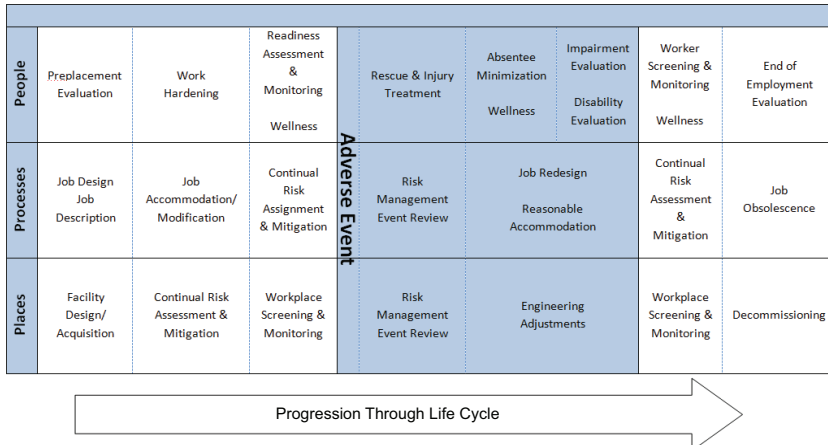 People
Preplacement
Evaluation
Work
Hardening
Readiness
Assessment
&
Monitoring
Wellness
Adverse Event
Rescue & Injury
Treatment
Absentee
Minimization
Wellness
Impairment
Evaluation
Disability
Evaluation
Worker
Screening &
Monitoring
Wellness
End of
Employment
Evaluation
Processes
Job Design
Job
Description
Job
Accommodation/
Modification
Continual
Risk
Assignment
& Mitigation
Risk
Management
Event Review
Job Redesign
Reasonable
Accommodation
Continual
Risk
Assessment
&
Mitigation
Job
Obsolescence
Places
Facility
Design/
Acquisition
Continual Risk
Assessment &
Mitigation
Workplace
Screening &
Monitoring
Risk
Management
Event Review
Engineering
Adjustments
Workplace
Screening &
Monitoring
Decommissioning
Progression Through Life Cycle